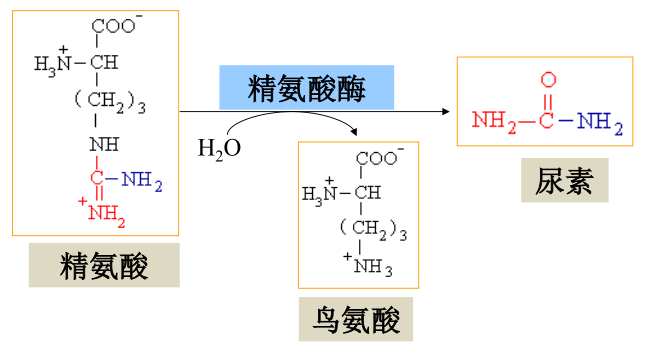 COO⁻
H₃N⁺—CH
(CH₂)₃
NH
C—NH₂
⁺NH₂
精氨酸
精氨酸酶
H₂O
COO⁻
H₃N⁺—CH
(CH₂)₃
⁺NH₃
鸟氨酸
O
NH₂—C—NH₂
尿素